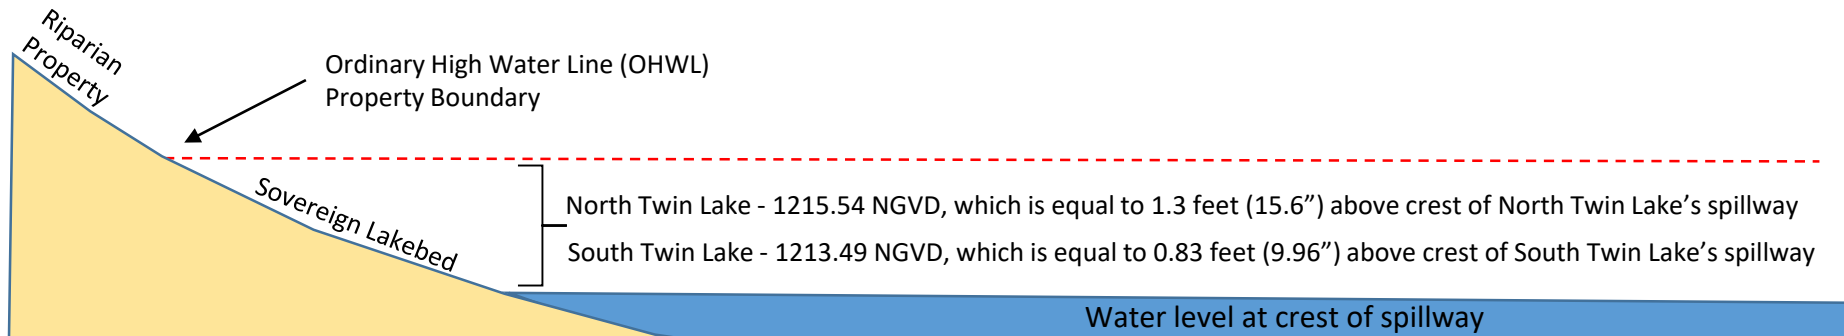 Riparian
Property
Ordinary High Water Line (OHWL)
Property Boundary
Sovereign Lakebed
North Twin Lake - 1215.54 NGVD, which is equal to 1.3 feet (15.6”) above crest of North Twin Lake’s spillway
South Twin Lake - 1213.49 NGVD, which is equal to 0.83 feet (9.96”) above crest of South Twin Lake’s spillway
Water level at crest of spillway